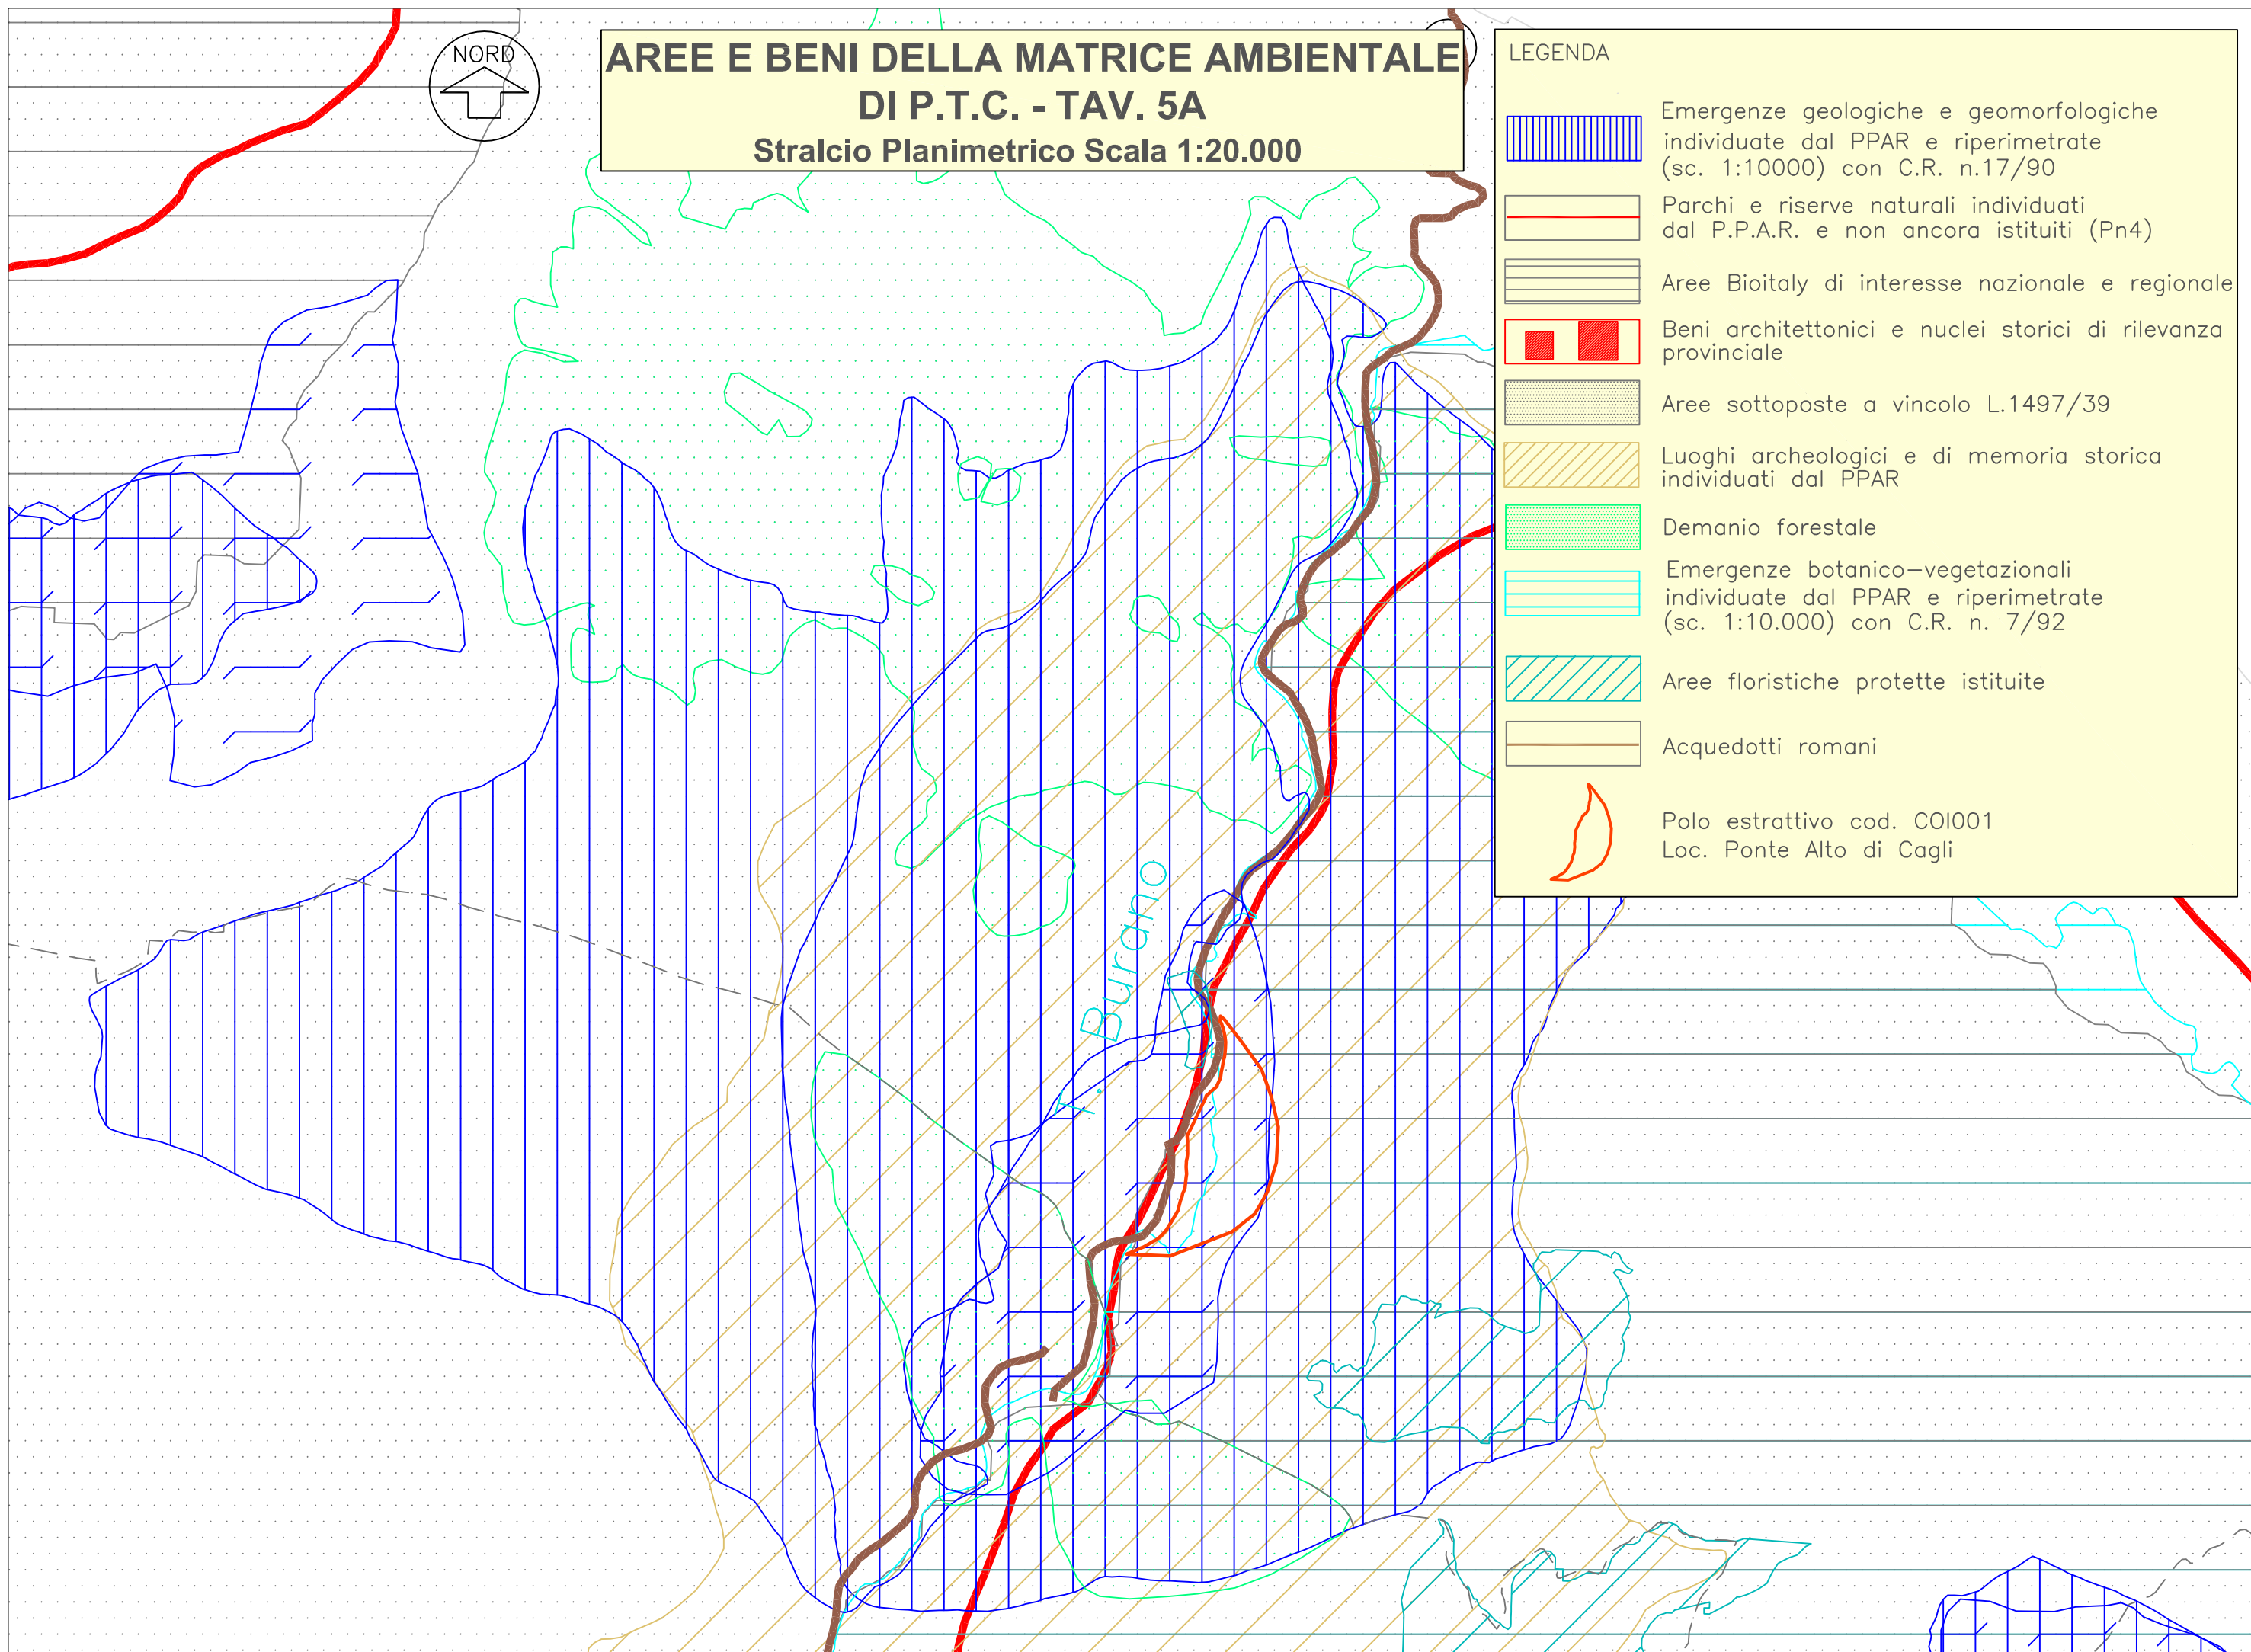 NORD
AREE E BENI DELLA MATRICE AMBIENTALE
DI P.T.C. - TAV. 5A
Stralcio Planimetrico Scala 1:20.000
LEGENDA
Emergenze geologiche e geomorfologiche
individuate dal PPAR e riperimetrate
(sc. 1:10000) con C.R. n.17/90
Parchi e riserve naturali individuati
dal P.P.A.R. e non ancora istituiti (Pn4)
Aree Bioitaly di interesse nazionale e regionale
Beni architettonici e nuclei storici di rilevanza
provinciale
Aree sottoposte a vincolo L.1497/39
Luoghi archeologici e di memoria storica
individuati dal PPAR
Demanio forestale
Emergenze botanico-vegetazionali
individuate dal PPAR e riperimetrate
(sc. 1:10.000) con C.R. n. 7/92
Aree floristiche protette istituite
Acquedotti romani
Polo estrattivo cod. COI001
Loc. Ponte Alto di Cagli
T. Burano